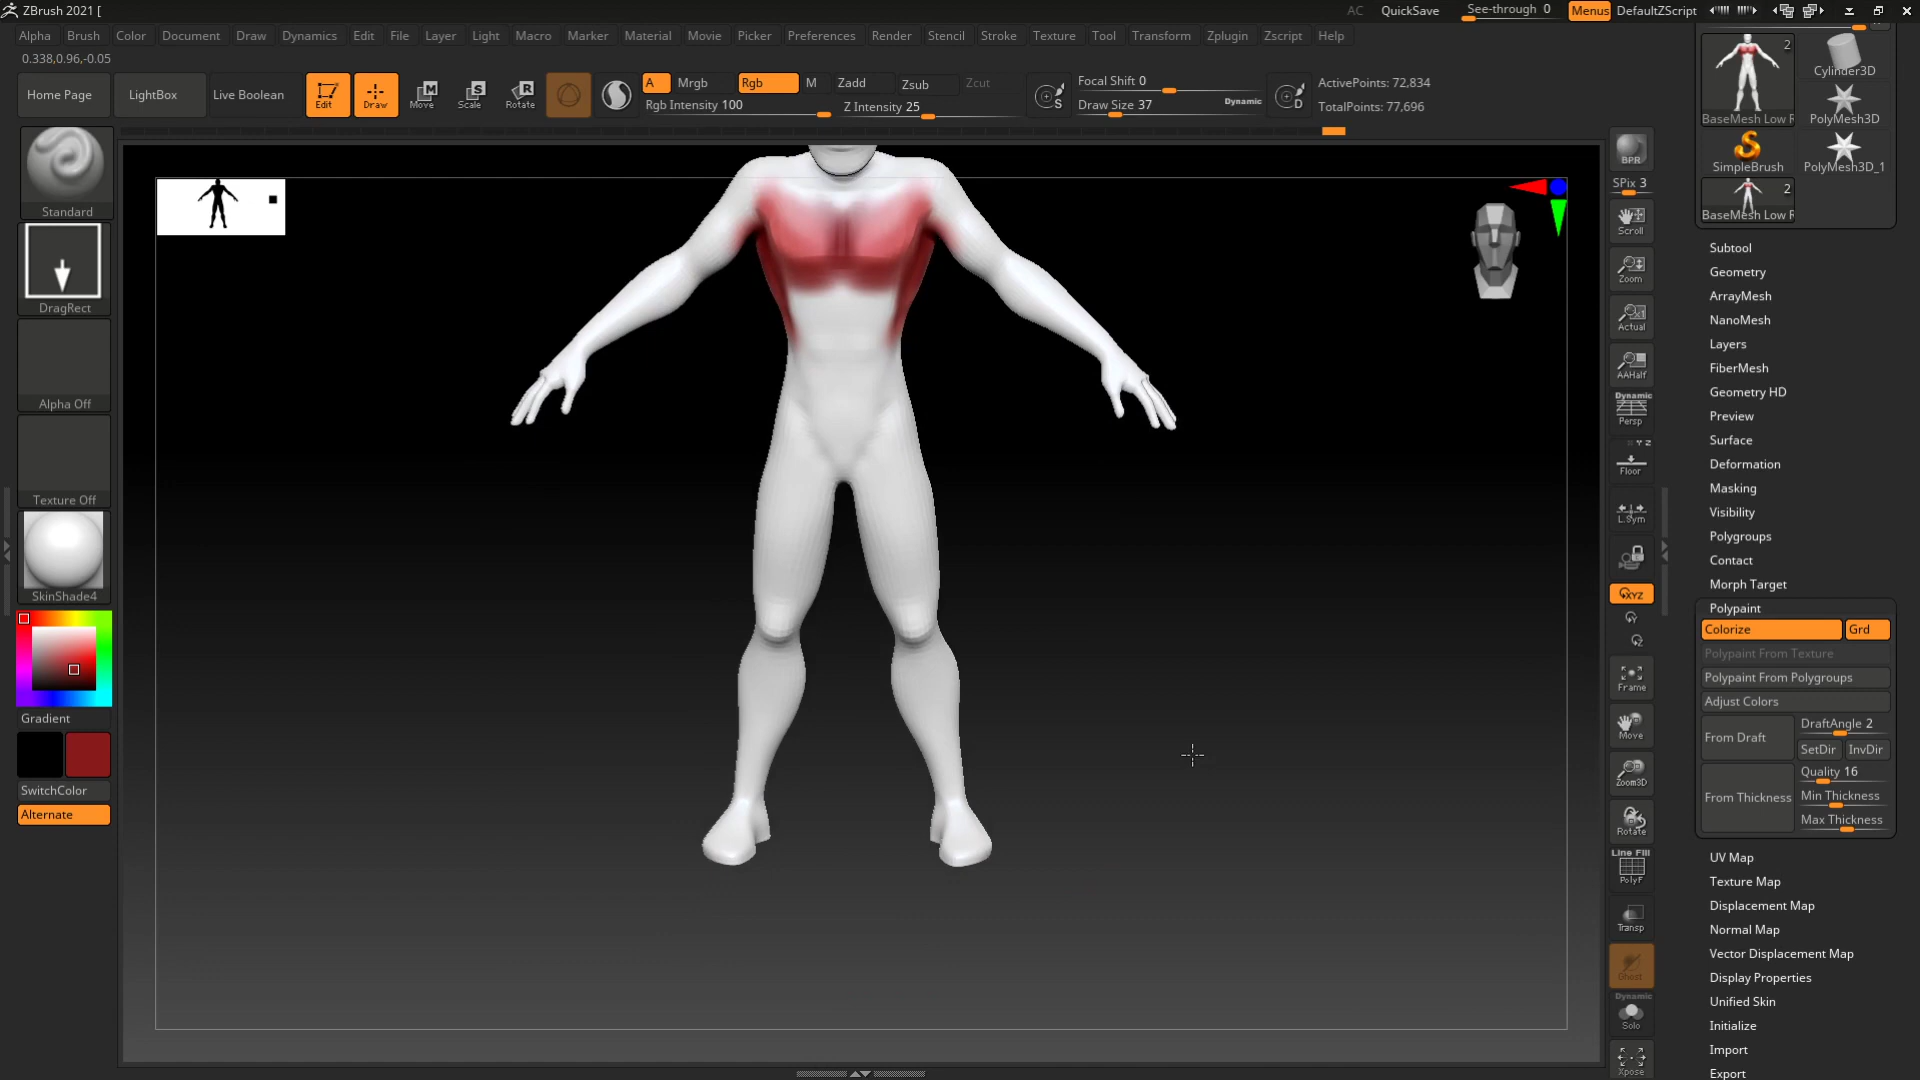 ZBrush 2021 [
AC QuickSave See-through 0 Menus DefaultZScript
Alpha Brush Color Document Draw Dynamics Edit File Layer Light Macro Marker Material Movie Picker Preferences Render Stencil Stroke Texture Tool Transform Zplugin Zscript Help
0.338,0.96,-0.05
Home Page LightBox Live Boolean
Edit Draw Move Scale Rotate
A Mrgb Rgb M Zadd Zsub Zcut
Rgb Intensity 100 Z Intensity 25
Focal Shift 0
Draw Size 37 Dynamic
ActivePoints: 72,834
TotalPoints: 77,696
Standard
DragRect
Alpha Off
Texture Off
SkinShade4
Gradient
SwitchColor
Alternate
BPR
SPix 3
Scroll
Zoom
Actual
AAHalf
Dynamic
Persp
Floor
L.Sym
XYZ
Y
Z
Frame
Move
Zoom3D
Rotate
Line Fill
PolyF
Transp
Ghost
Dynamic
Solo
Xpose
2
Cylinder3D
BaseMesh Low R PolyMesh3D
SimpleBrush PolyMesh3D_1
2
BaseMesh Low R
Subtool
Geometry
ArrayMesh
NanoMesh
Layers
FiberMesh
Geometry HD
Preview
Surface
Deformation
Masking
Visibility
Polygroups
Contact
Morph Target
Polypaint
Colorize Grd
Polypaint From Texture
Polypaint From Polygroups
Adjust Colors
From Draft DraftAngle 2
SetDir InvDir
From Thickness Quality 16
Min Thickness
Max Thickness
UV Map
Texture Map
Displacement Map
Normal Map
Vector Displacement Map
Display Properties
Unified Skin
Initialize
Import
Export